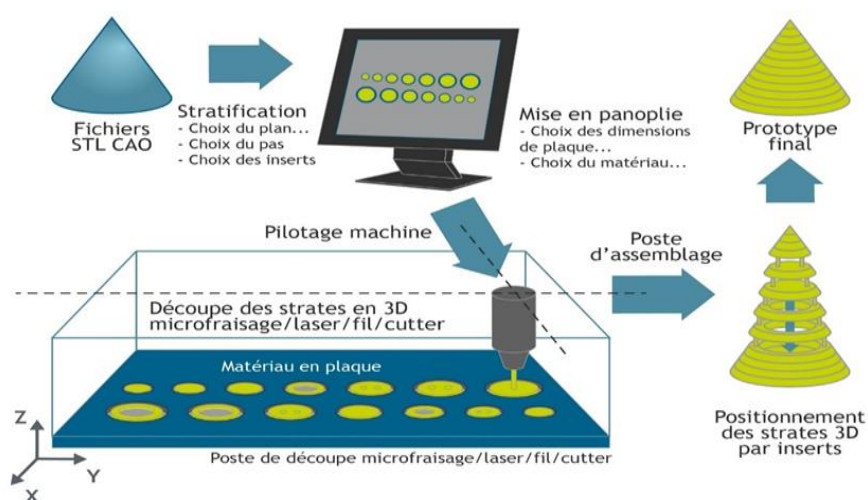 Fichiers
STL CAO
Stratification
- Choix du plan...
- Choix du pas
- Choix des inserts
Mise en panoplie
- Choix des dimensions
de plaque...
- Choix du matériau...
Prototype
final
Pilotage machine
Poste
d'assemblage
Découpe des strates en 3D
microfraisage/laser/fil/cutter
Matériau en plaque
Z
Y
X
Poste de découpe microfraisage/laser/fil/cutter
Positionnement
des strates 3D
par inserts